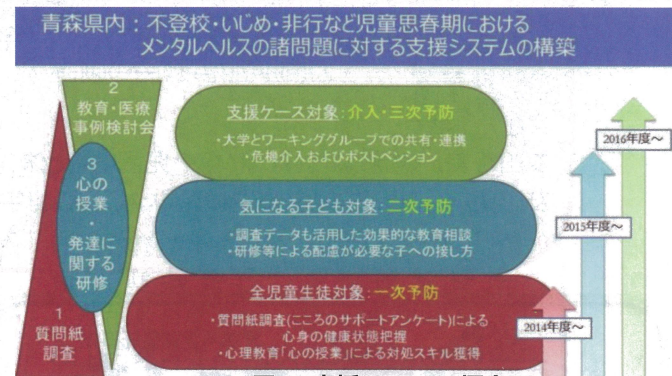 青森県内：不登校・いじめ・非行など児童思春期における
メンタルヘルスの諸問題に対する支援システムの構築
2
教育・医療
事例検討会
3
心の
授業
・
発達に
関する
研修
1
質問紙
調査
支援ケース対象：介入・三次予防
・大学とワーキンググループでの共有・連携
・危機介入およびポストベンション
気になる子ども対象：二次予防
・調査データも活用した効果的な教育相談
・研修等による配慮が必要な子への接し方
全児童生徒対象：一次予防
・質問紙調査(こころのサポートアンケート)による
心身の健康状態把握
・心理教育「心の授業」による対処スキル獲得
2016年度～
2015年度～
2014年度～